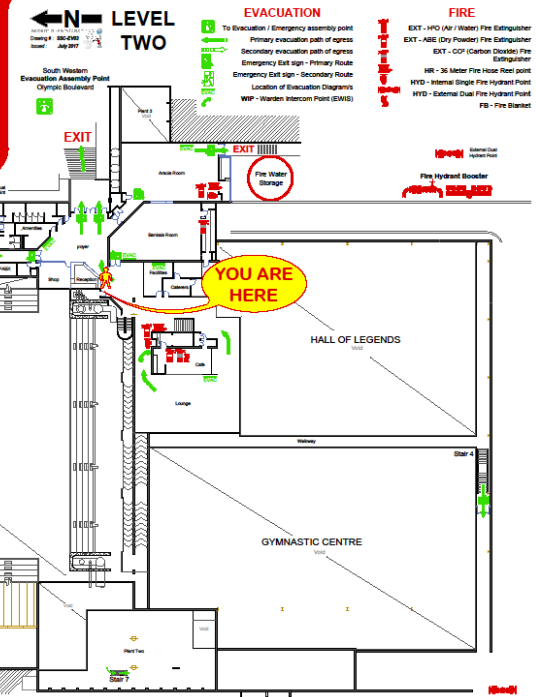 N
LEVEL
TWO
Drawing #: SSC-EV02
Issued: July 2017
South Western
Evacuation Assembly Point
Olympic Boulevard
EVACUATION
To Evacuation / Emergency assembly point
Primary evacuation path of egress
Secondary evacuation path of egress
Emergency Exit sign - Primary Route
Emergency Exit sign - Secondary Route
Location of Evacuation Diagram/s
WIP - Warden Intercom Point (EWIS)
FIRE
EXT - H²O (Air / Water) Fire Extinguisher
EXT - ABE (Dry Powder) Fire Extinguisher
EXT - CO² (Carbon Dioxide) Fire
Extinguisher
HR - 36 Meter Fire Hose Reel point
HYD - Internal Single Fire Hydrant Point
HYD - External Dual Fire Hydrant Point
FB - Fire Blanket
Plant 3
Void
EXIT
EXIT
External Dual
Hydrant Point
Fire Hydrant Booster
Fire Water
Storage
Amenities
Foyer
Facilities
Caterers
Shop
Reception
YOU ARE
HERE
HALL OF LEGENDS
Void
Cafe
EVAC
Lounge
Walkway
Stair 4
GYMNASTIC CENTRE
Void
Void
Void
Plant Two
Stair 7